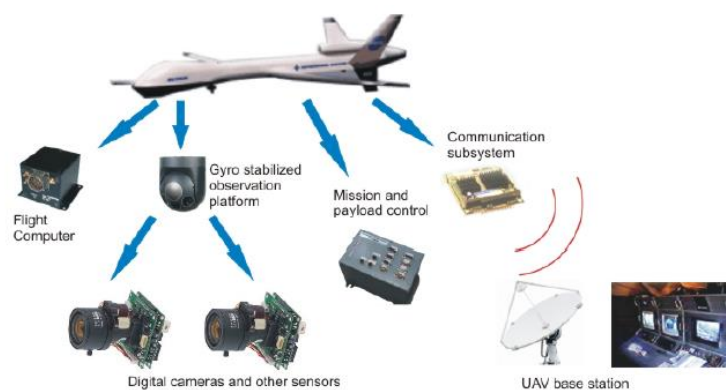 Communication
subsystem
Gyro stabilized
observation
platform
Mission and
payload control
Flight
Computer
Digital cameras and other sensors
UAV base station